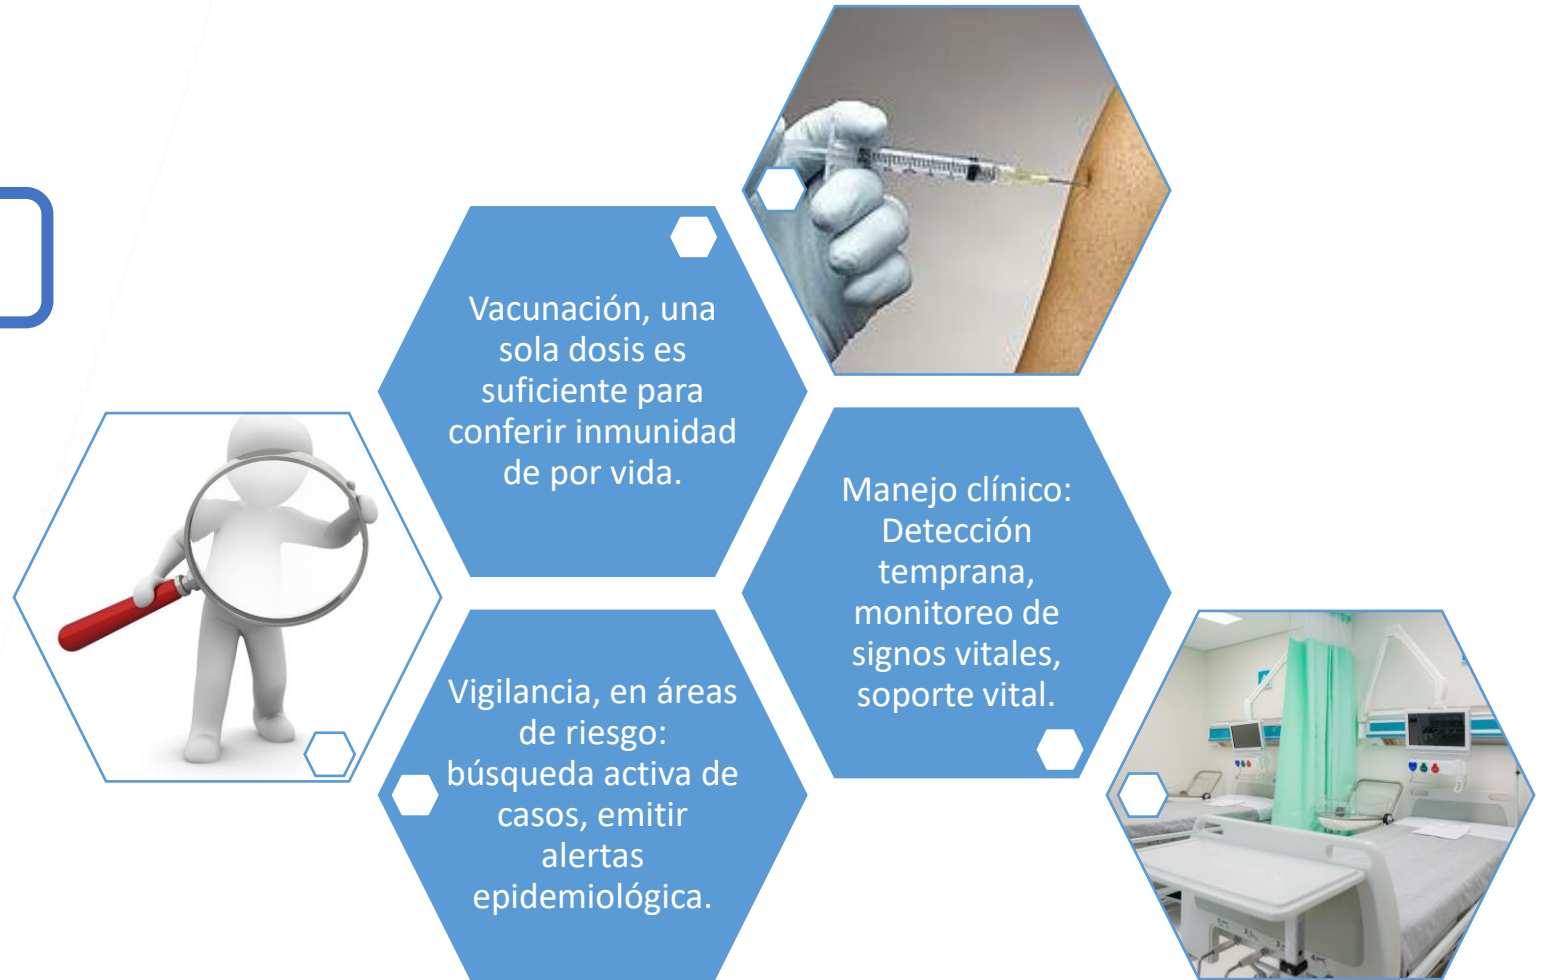 Vacunación, una
sola dosis es
suficiente para
conferir inmunidad
de por vida.
Manejo clínico:
Detección
temprana,
monitoreo de
signos vitales,
soporte vital.
Vigilancia, en áreas
de riesgo:
búsqueda activa de
casos, emitir
alertas
epidemiológica.